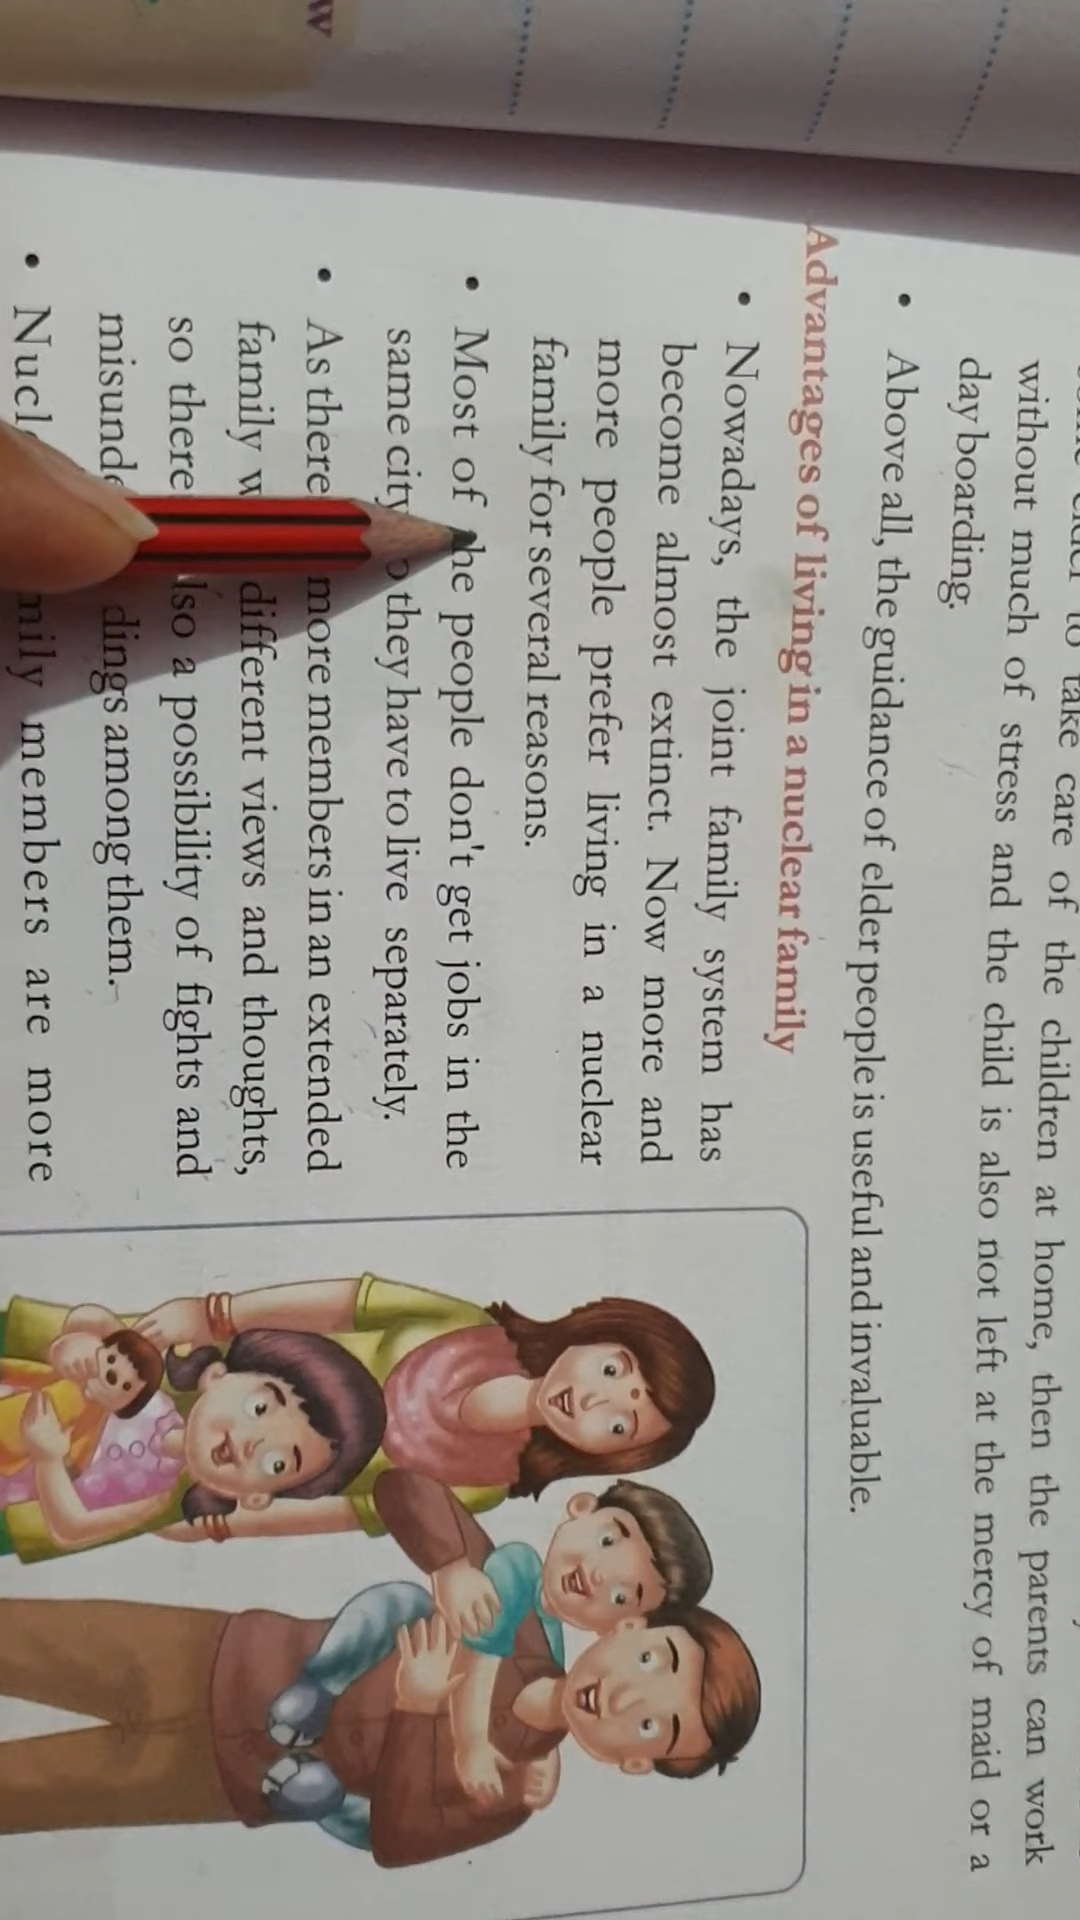 w
to take care of the children at home, then the parents can work
without much of stress and the child is also not left at the mercy of maid or a
day boarding.
• Above all, the guidance of elder people is useful and invaluable.
Advantages of living in a nuclear family
• Nowadays, the joint family system has
become almost extinct. Now more and
more people prefer living in a nuclear
family for several reasons.
• Most of he people don't get jobs in the
same city they have to live separately.
• As there more members in an extended
family different views and thoughts,
so there lso a possibility of fights and
misund dings among them.
• Nucl mily members are more